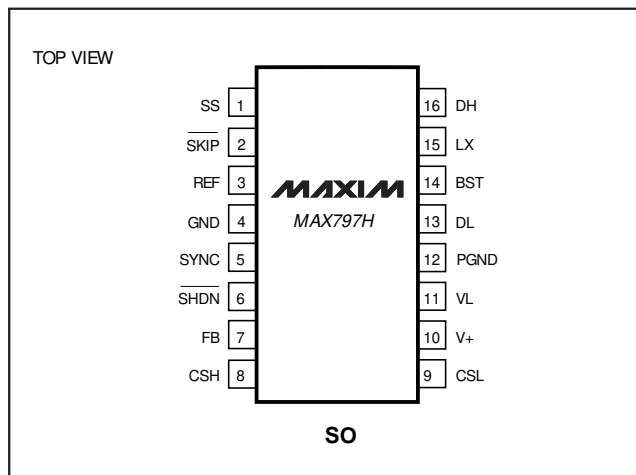 TOP VIEW
SS 1
SKIP 2
REF 3
GND 4
SYNC 5
SHDN 6
FB 7
CSH 8
MAXIM
MAX797H
16 DH
15 LX
14 BST
13 DL
12 PGND
11 VL
10 V+
9 CSL
SO